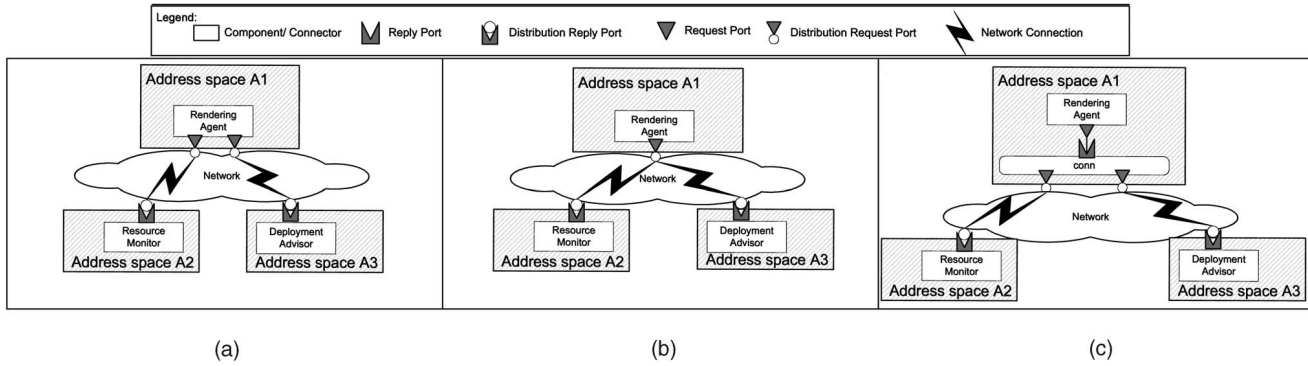 Legend:
Component/ Connector
Reply Port
Distribution Reply Port
Request Port
Distribution Request Port
Network Connection
Address space A1
Rendering
Agent
Network
Resource
Monitor
Address space A2
Deployment
Advisor
Address space A3
(a)
Address space A1
Rendering
Agent
Network
Resource
Monitor
Address space A2
Deployment
Advisor
Address space A3
(b)
Address space A1
Rendering
Agent
conn
Network
Resource
Monitor
Address space A2
Deployment
Advisor
Address space A3
(c)